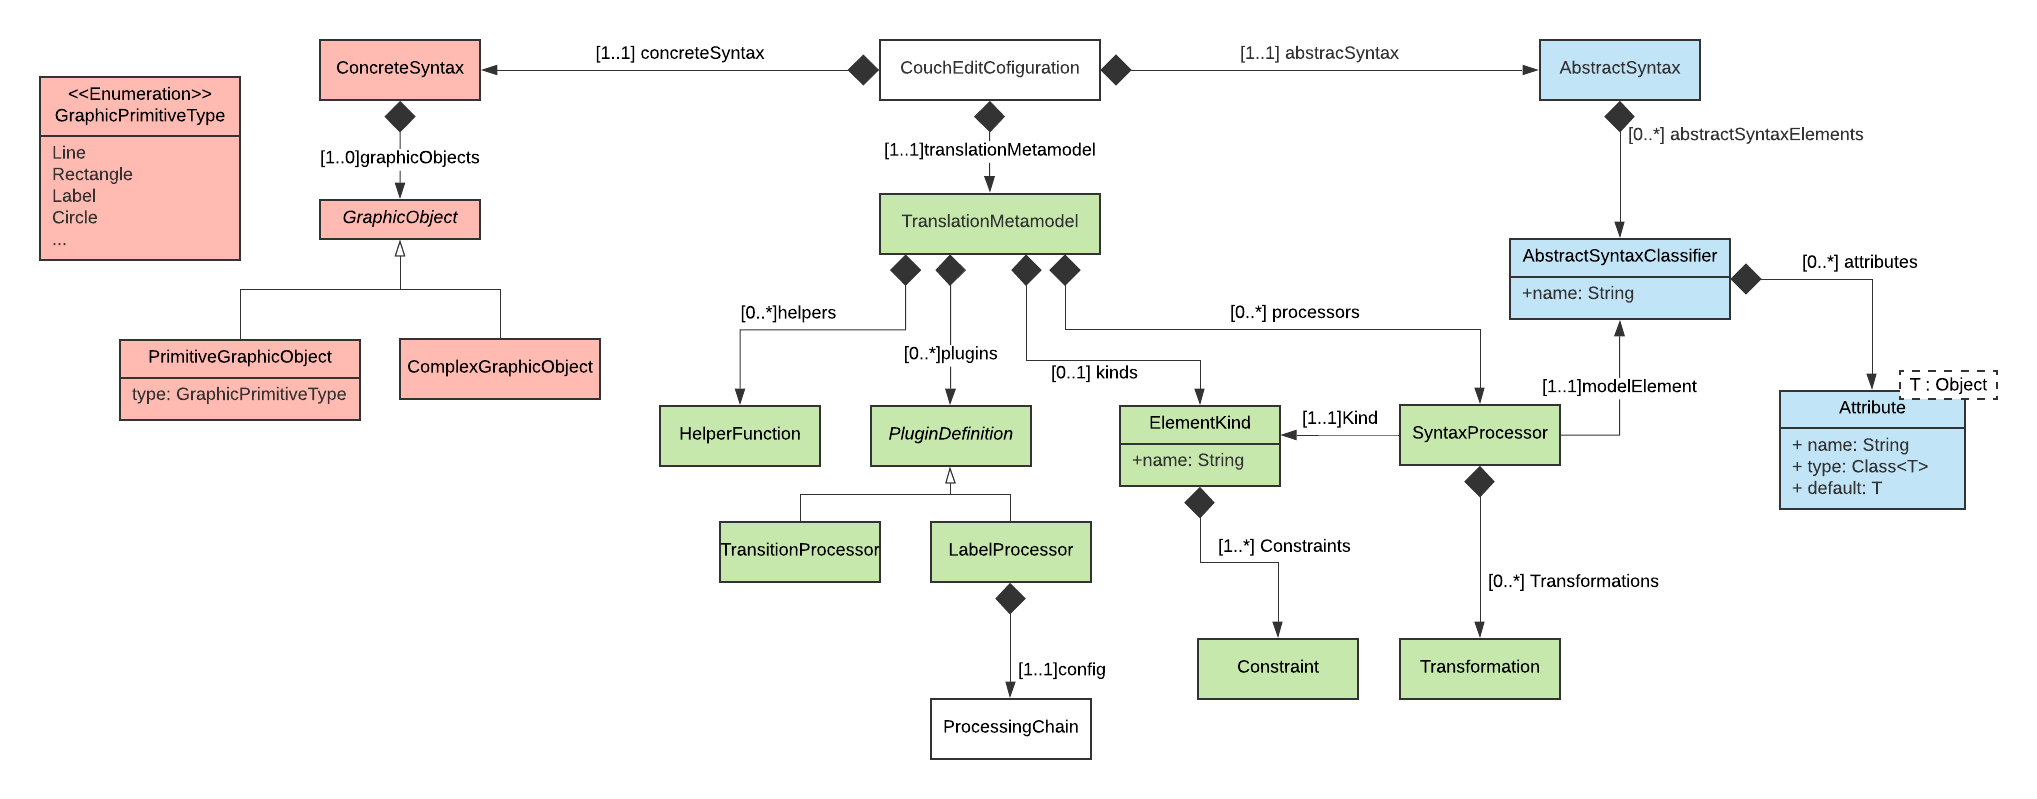 [1..1] concreteSyntax
[1..1] abstracSyntax
ConcreteSyntax
CouchEditCofiguration
AbstractSyntax
<<Enumeration>>
GraphicPrimitiveType
Line
Rectangle
Label
Circle
...
[1..0]graphicObjects
[1..1]translationMetamodel
[0..*] abstractSyntaxElements
GraphicObject
TranslationMetamodel
AbstractSyntaxClassifier
+name: String
[0..*] attributes
[0..*]helpers
[0..*]plugins
[0..1] kinds
[0..*] processors
[1..1]modelElement
PrimitiveGraphicObject
type: GraphicPrimitiveType
ComplexGraphicObject
T : Object
Attribute
+ name: String
+ type: Class<T>
+ default: T
HelperFunction
PluginDefinition
ElementKind
+name: String
[1..1]Kind
SyntaxProcessor
TransitionProcessor
LabelProcessor
[1..*] Constraints
[0..*] Transformations
[1..1]config
Constraint
Transformation
ProcessingChain